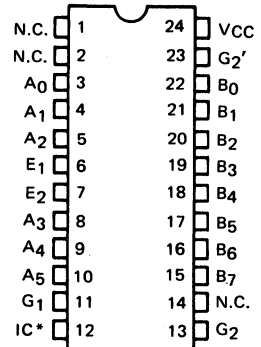 N.C. 1 24 VCC
N.C. 2 23 G2'
A0 3 22 B0
A1 4 21 B1
A2 5 20 B2
E1 6 19 B3
E2 7 18 B4
A3 8 17 B5
A4 9 16 B6
A5 10 15 B7
G1 11 14 N.C.
IC* 12 13 G2